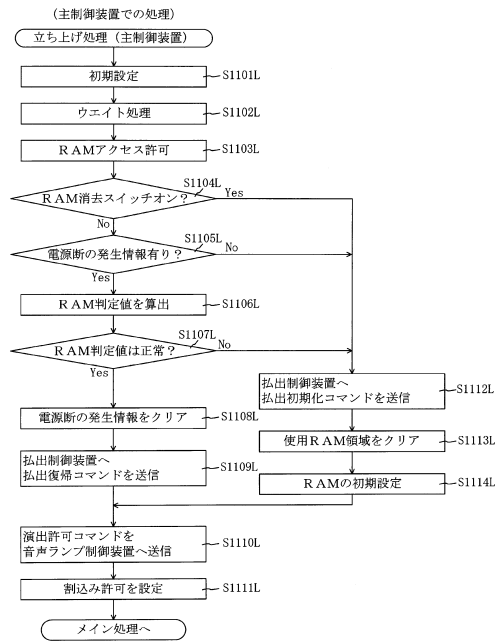 (主制御装置での処理)
立ち上げ処理(主制御装置)
初期設定
S1101L
ウエイト処理
S1102L
RAMアクセス許可
S1103L
S1104L
RAM消去スイッチオン?
Yes
No
S1105L
電源断の発生情報有り?
No
Yes
RAM判定値を算出
S1106L
S1107L
RAM判定値は正常?
No
Yes
払出制御装置へ
払出初期化コマンドを送信
S1112L
電源断の発生情報をクリア
S1108L
使用RAM領域をクリア
S1113L
払出制御装置へ
払出復帰コマンドを送信
S1109L
RAMの初期設定
S1114L
演出許可コマンドを
音声ランプ制御装置へ送信
S1110L
割込み許可を設定
S1111L
メイン処理へ